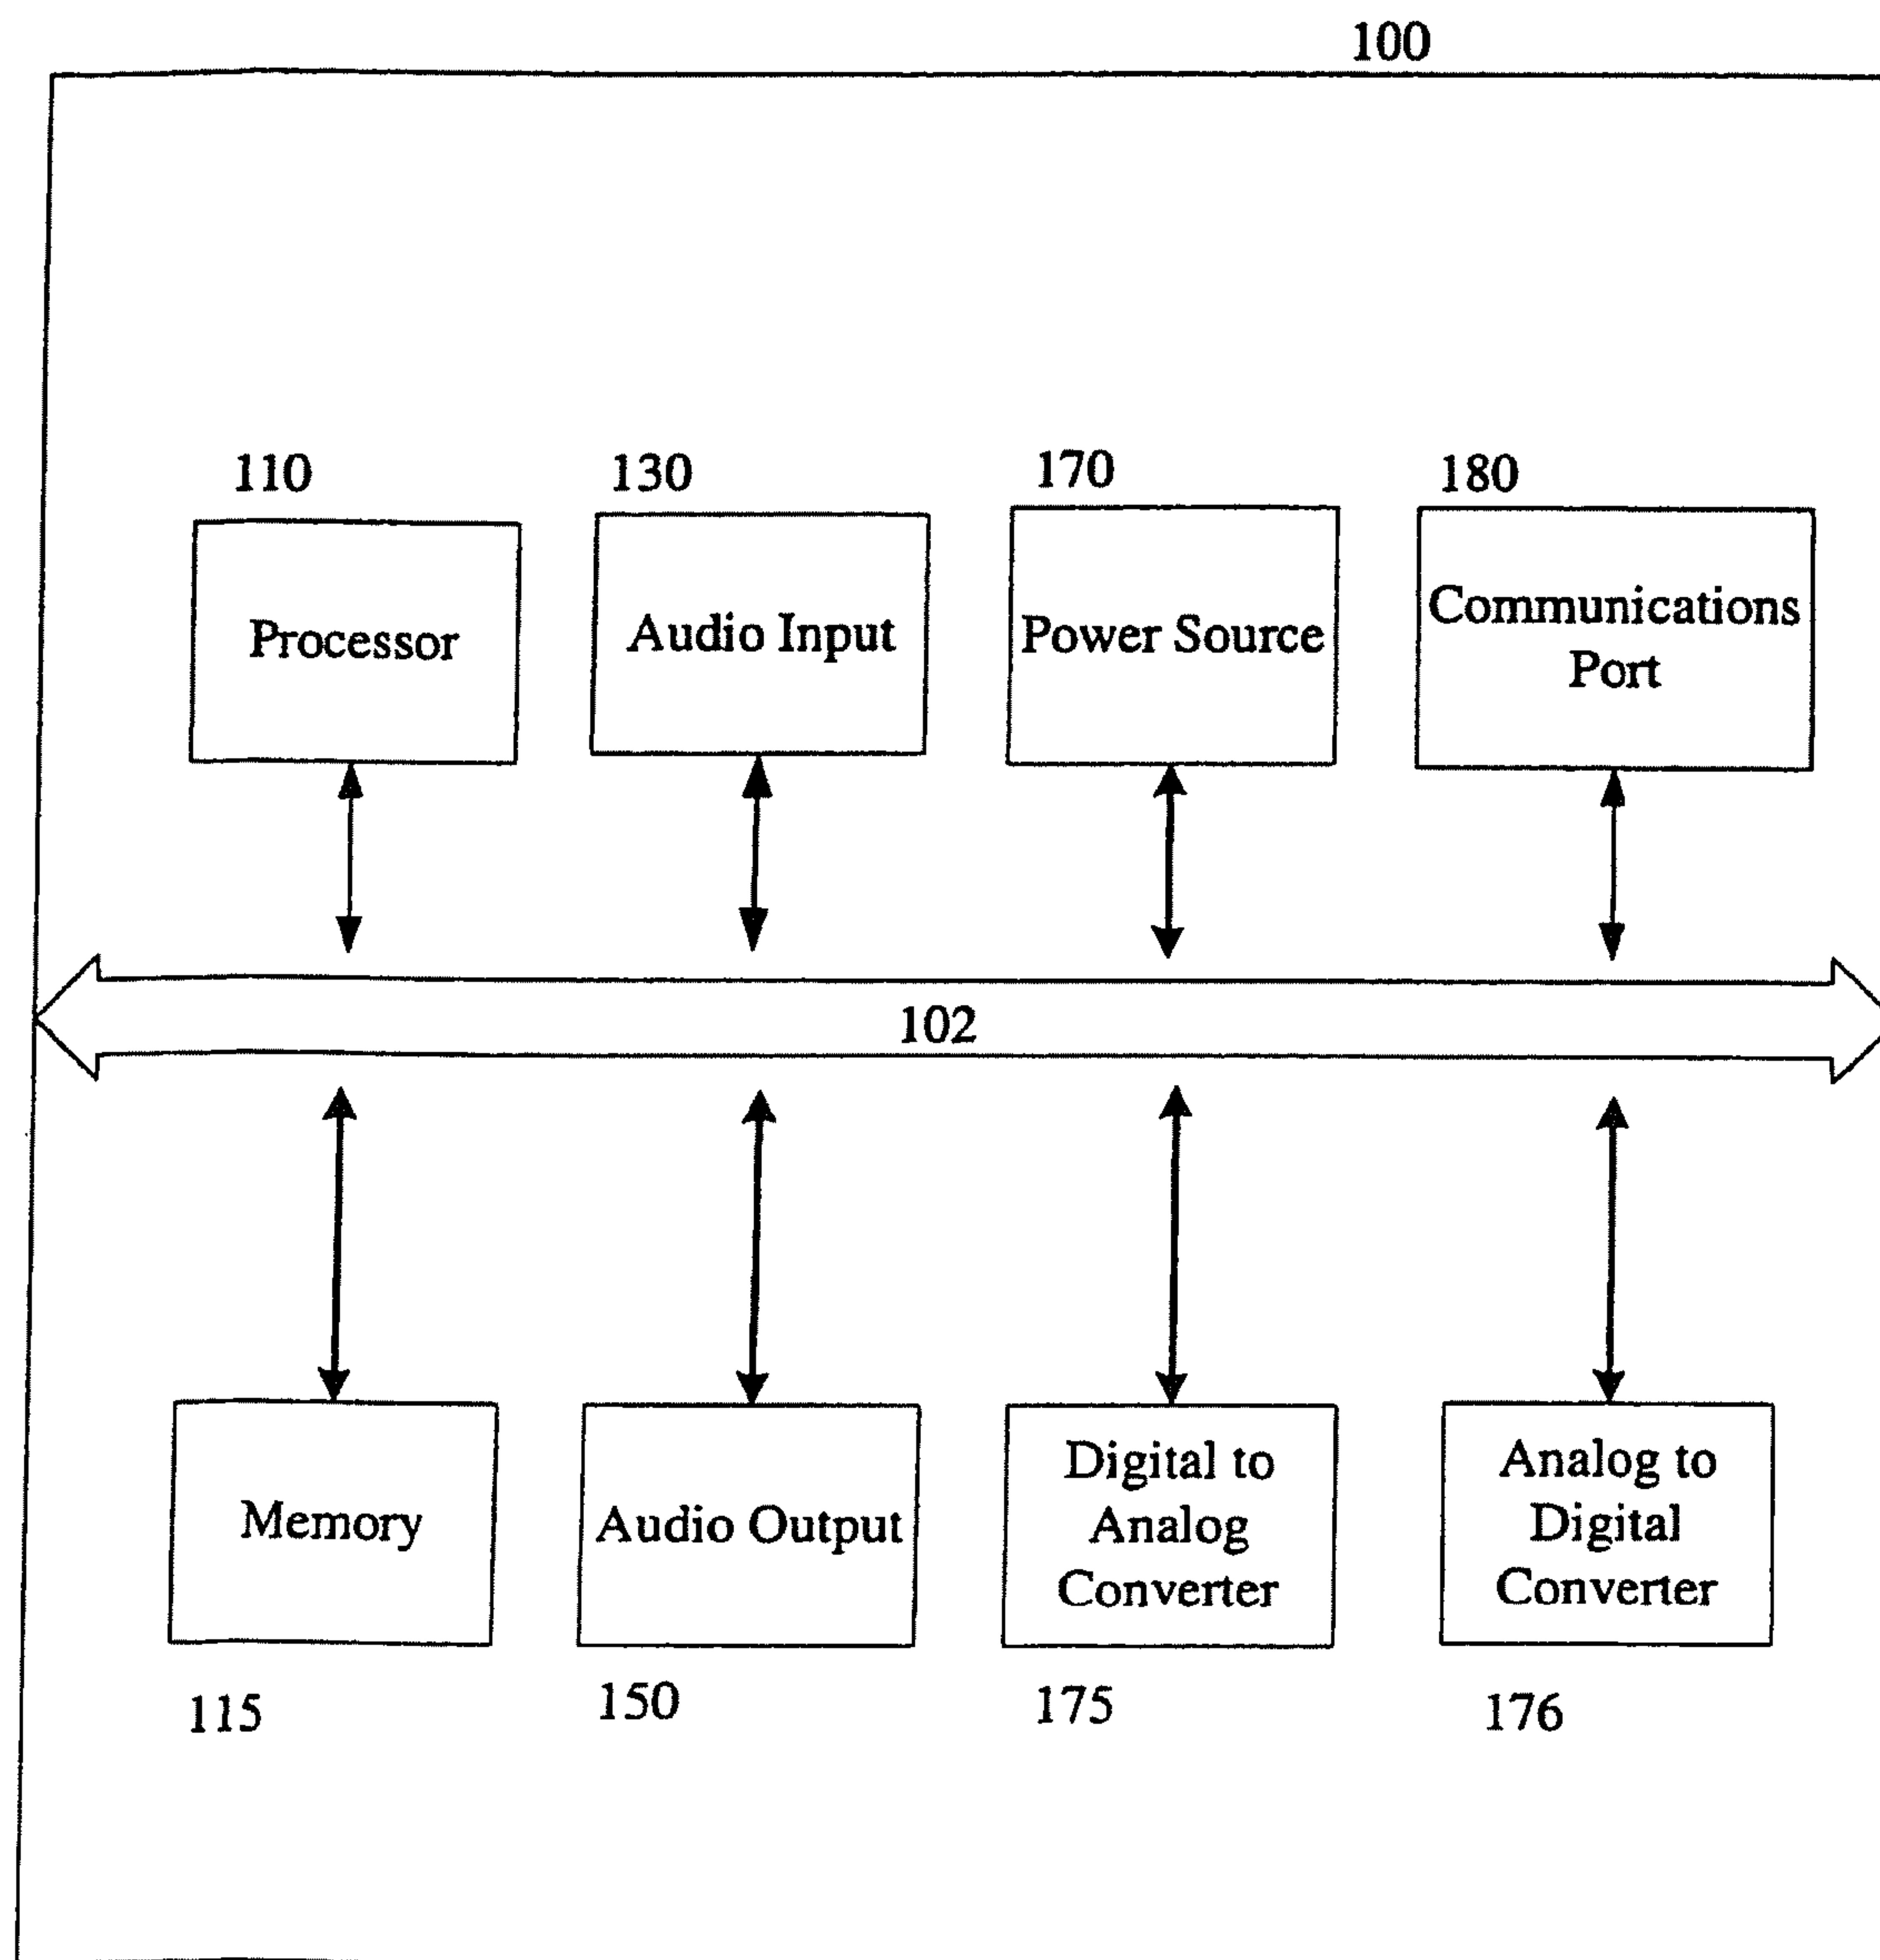 100
110
130
170
180
Processor
Audio Input
Power Source
Communications
Port
102
Memory
Audio Output
Digital to
Analog
Converter
Analog to
Digital
Converter
115
150
175
176